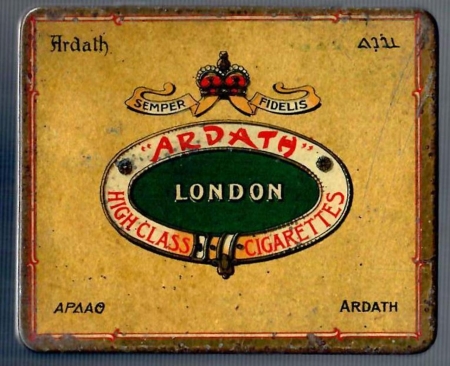 Ardath
SEMPER FIDELIS
"ARDATH"
LONDON
HIGH CLASS CIGARETTES
ΑΡΔΑΘ
ARDATH